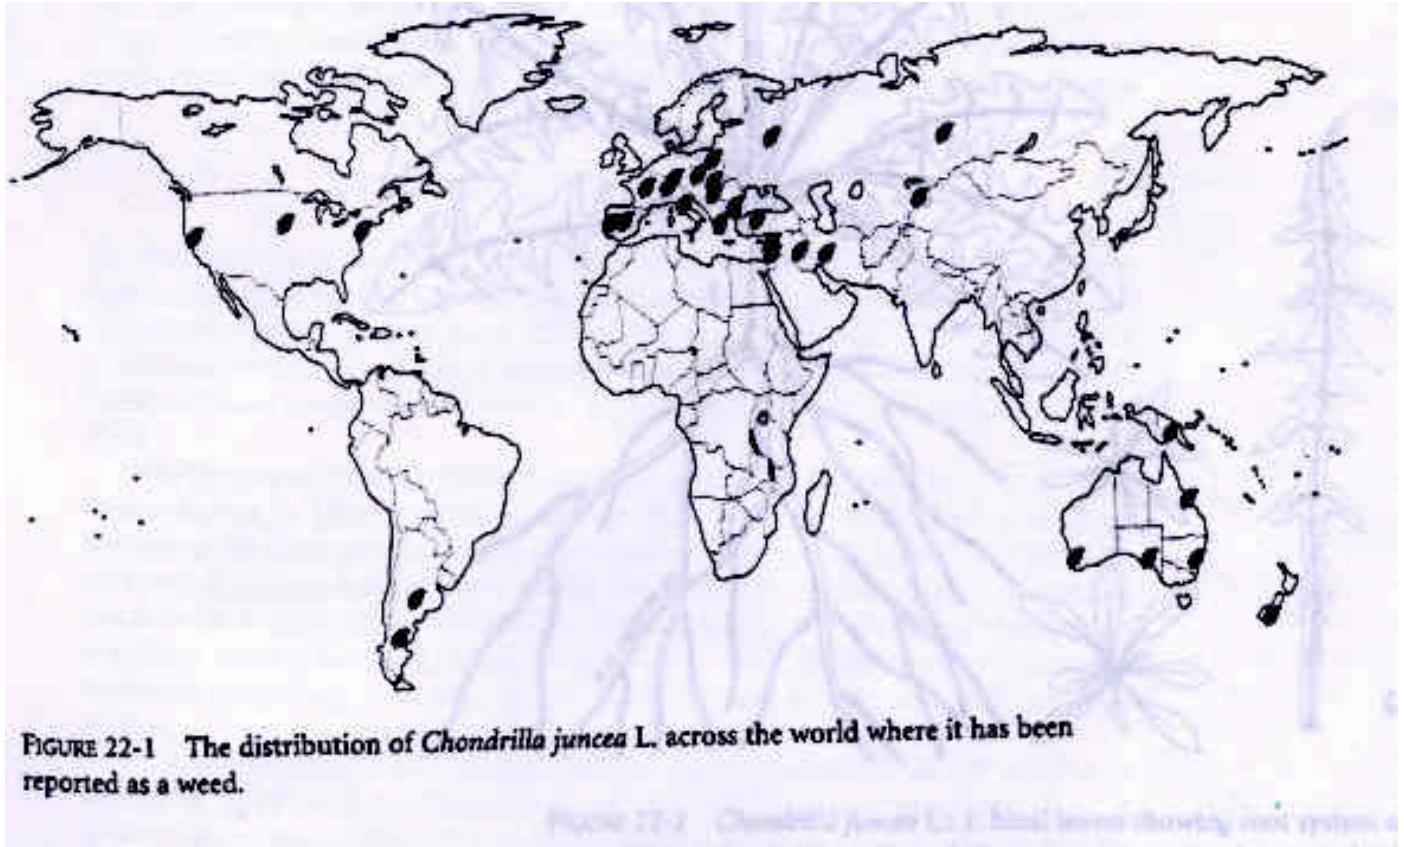 FIGURE 22-1 The distribution of Chondrilla juncea L. across the world where it has been
reported as a weed.